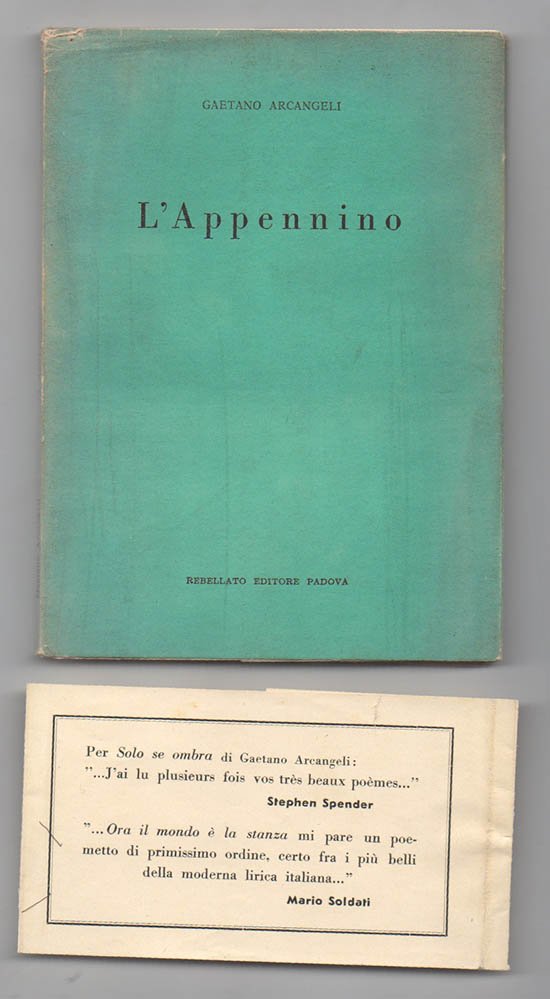 GAETANO ARCANGELI
L'Appennino
REBELLATO EDITORE PADOVA
Per Solo se ombra di Gaetano Arcangeli:
"...J'ai lu plusieurs fois vos très beaux poèmes..."
Stephen Spender
"...Ora il mondo è la stanza mi pare un poe-
metto di primissimo ordine, certo fra i più belli
della moderna lirica italiana..."
Mario Soldati